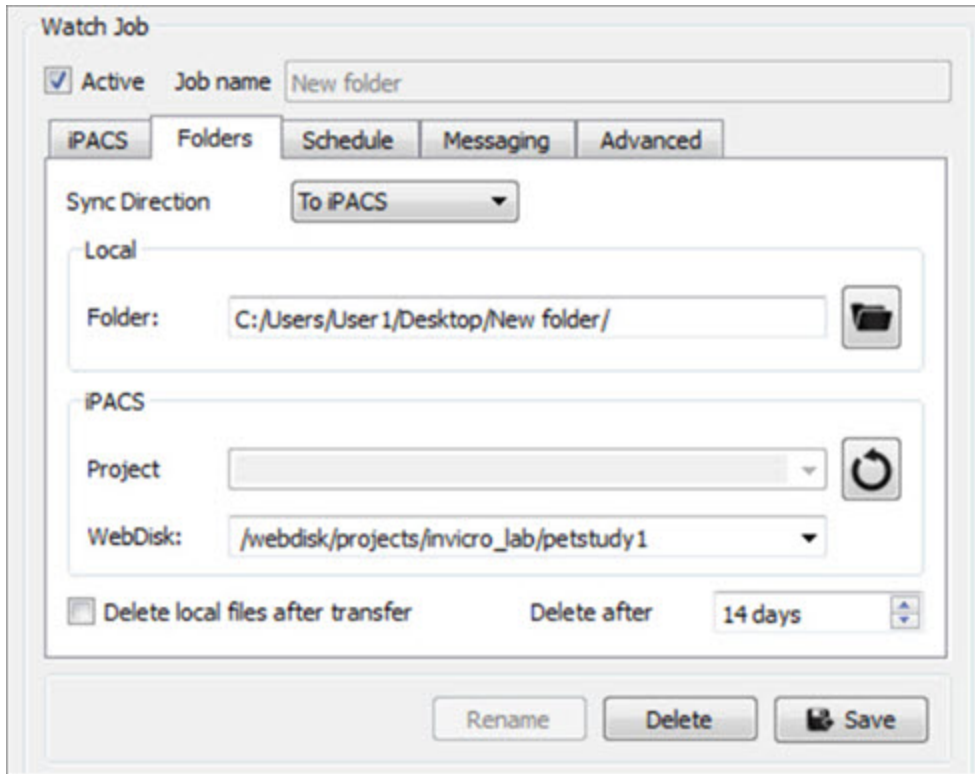 Watch Job
Active Job name New folder
iPACS Folders Schedule Messaging Advanced
Sync Direction To iPACS
Local
Folder: C:/Users/User1/Desktop/New folder/
iPACS
Project
WebDisk: /webdisk/projects/invicro_lab/petstudy1
Delete local files after transfer Delete after 14 days
Rename Delete Save